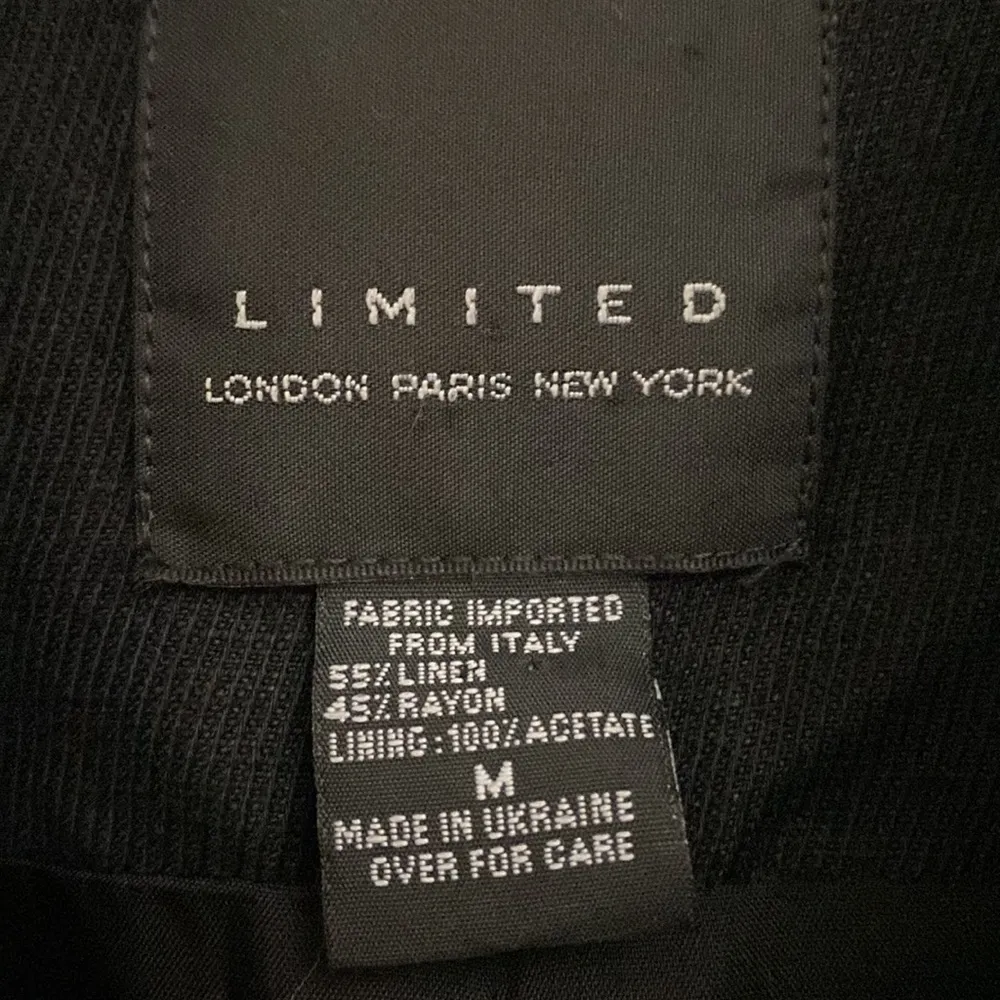 LIMITED
LONDON PARIS NEW YORK
FABRIC IMPORTED
FROM ITALY
55% LINEN
45% RAYON
LINING : 100% ACETATE
M
MADE IN UKRAINE
OVER FOR CARE